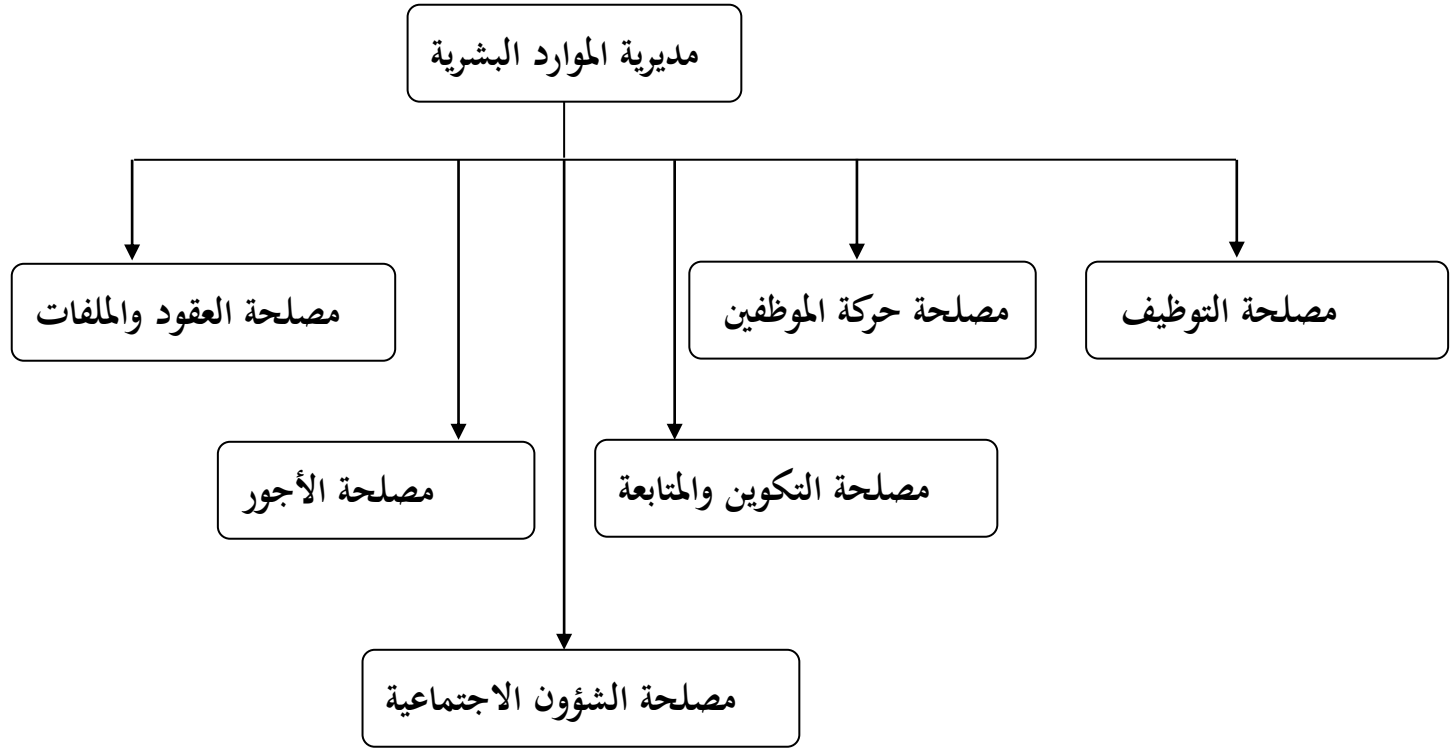 مديرية الموارد البشرية
مصلحة التوظيف
مصلحة حركة الموظفين
مصلحة العقود والملفات
مصلحة التكوين والمتابعة
مصلحة الأجور
مصلحة الشؤون الاجتماعية